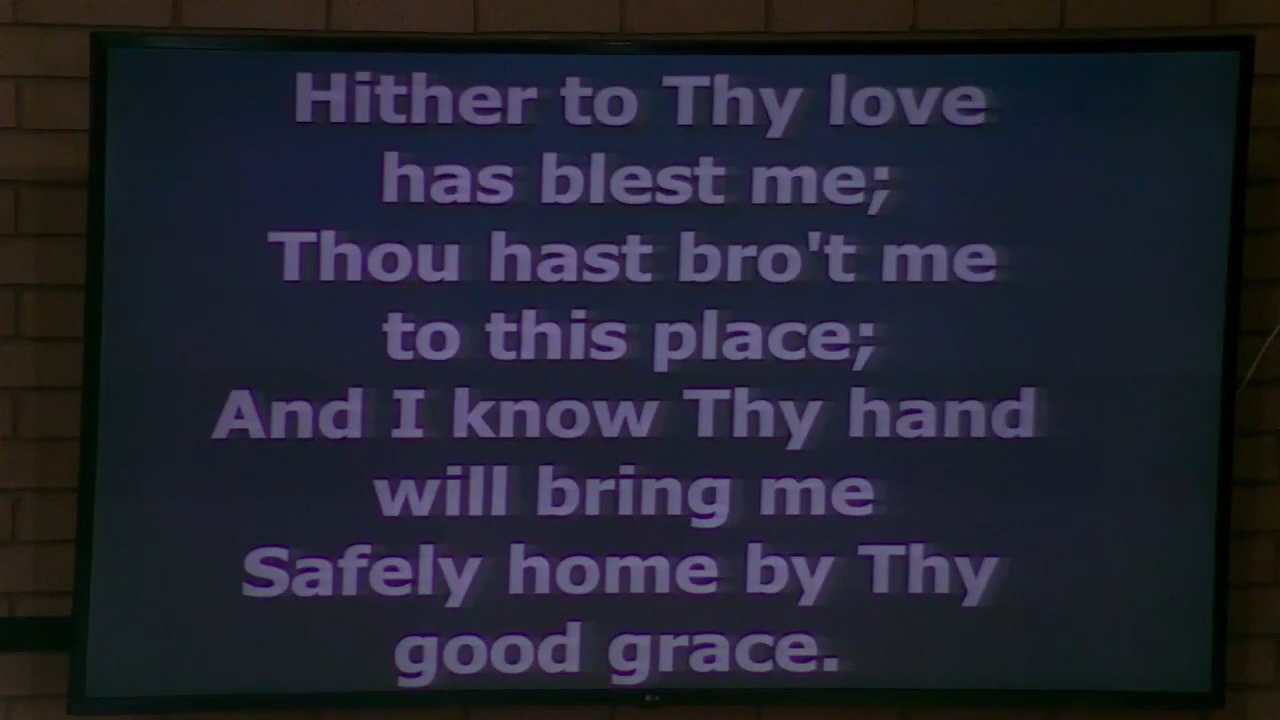 Hither to Thy love
has blest me;
Thou hast bro't me
to this place;
And I know Thy hand
will bring me
Safely home by Thy
good grace.